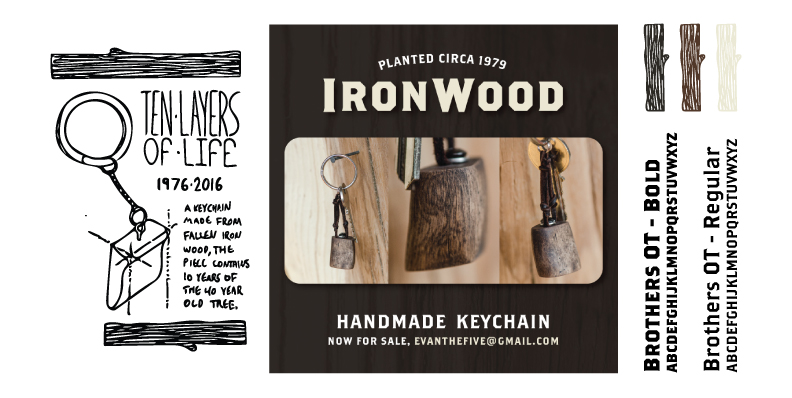 TEN·LAYERS
OF·LIFE
1976·2016
A KEYCHAIN
MADE FROM
FALLEN IRON
WOOD, THE
PIECE CONTAINS
10 YEARS OF
THE 40 YEAR
OLD TREE.
PLANTED CIRCA 1979
IRONWOOD
HANDMADE KEYCHAIN
NOW FOR SALE, EVANTHEFIVE@GMAIL.COM
BROTHERS OT - BOLD
ABCDEFGHIJKLMNOPQRSTUVWXYZ
Brothers OT - Regular
ABCDEFGHIJKLMNOPQRSTUVWXYZ